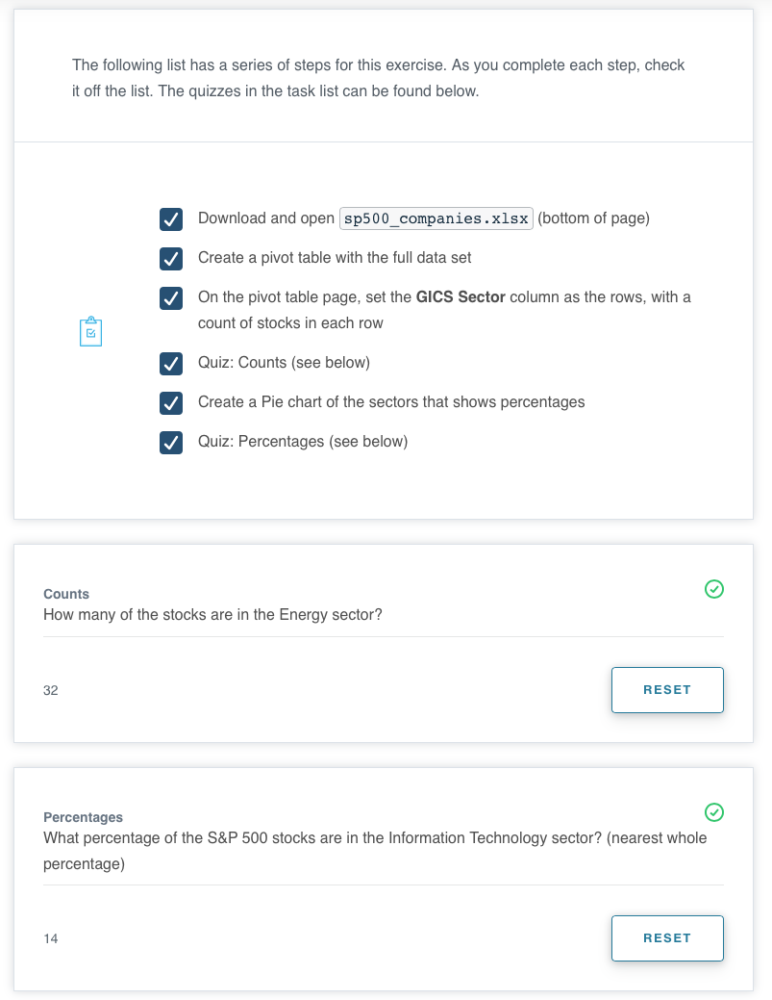 The following list has a series of steps for this exercise. As you complete each step, check
it off the list. The quizzes in the task list can be found below.
Download and open sp500_companies.xlsx (bottom of page)
Create a pivot table with the full data set
On the pivot table page, set the GICS Sector column as the rows, with a
count of stocks in each row
Quiz: Counts (see below)
Create a Pie chart of the sectors that shows percentages
Quiz: Percentages (see below)
Counts
How many of the stocks are in the Energy sector?
32
RESET
Percentages
What percentage of the S&P 500 stocks are in the Information Technology sector? (nearest whole
percentage)
14
RESET